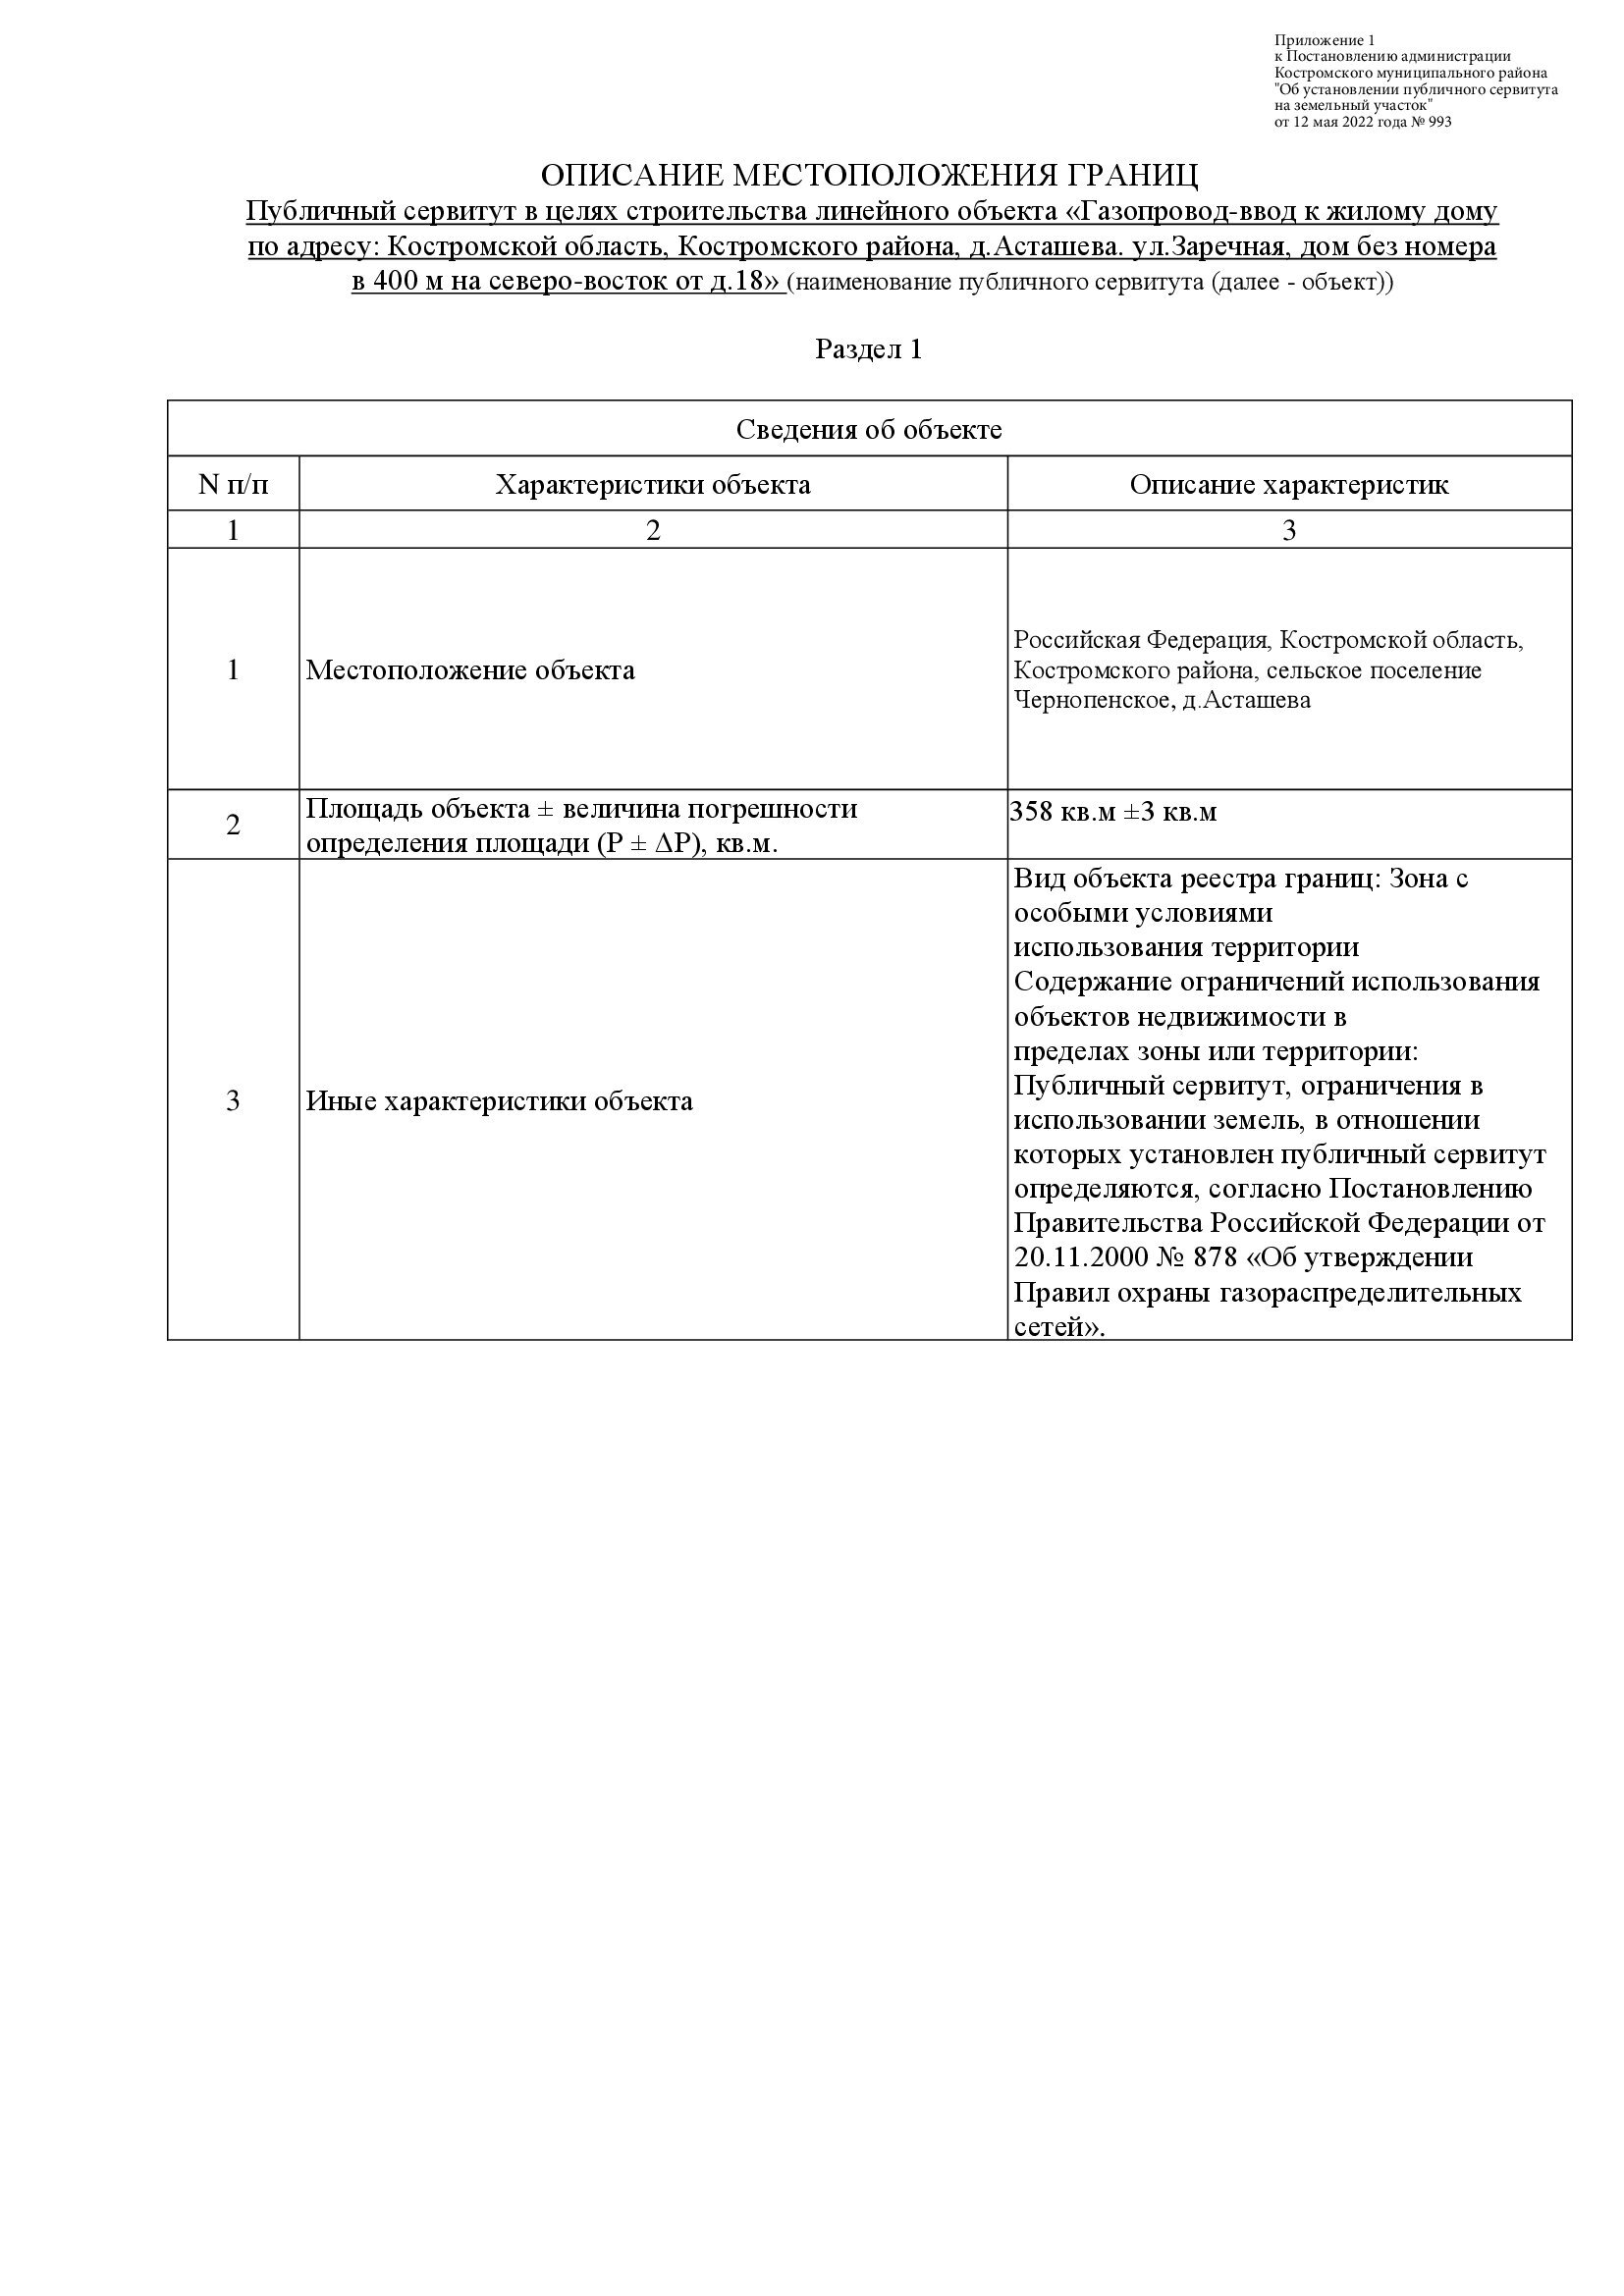 Приложение 1
к Постановлению администрации
Костромского муниципального района
"Об установлении публичного сервитута
на земельный участок"
от 12 мая 2022 года № 993
ОПИСАНИЕ МЕСТОПОЛОЖЕНИЯ ГРАНИЦ
Публичный сервитут в целях строительства линейного объекта «Газопровод-ввод к жилому дому
по адресу: Костромской область, Костромского района, д.Асташева. ул.Заречная, дом без номера
в 400 м на северо-восток от д.18» (наименование публичного сервитута (далее - объект))
Раздел 1
Сведения об объекте
N п/п Характеристики объекта Описание характеристик
1 2 3
1 Местоположение объекта
Российская Федерация, Костромской область,
Костромского района, сельское поселение
Чернопенское, д.Асташева
2
Площадь объекта ± величина погрешности
определения площади (Р ± ΔР), кв.м.
358 кв.м ±3 кв.м
3 Иные характеристики объекта
Вид объекта реестра границ: Зона с
особыми условиями
использования территории
Содержание ограничений использования
объектов недвижимости в
пределах зоны или территории:
Публичный сервитут, ограничения в
использовании земель, в отношении
которых установлен публичный сервитут
определяются, согласно Постановлению
Правительства Российской Федерации от
20.11.2000 № 878 «Об утверждении
Правил охраны газораспределительных
сетей».